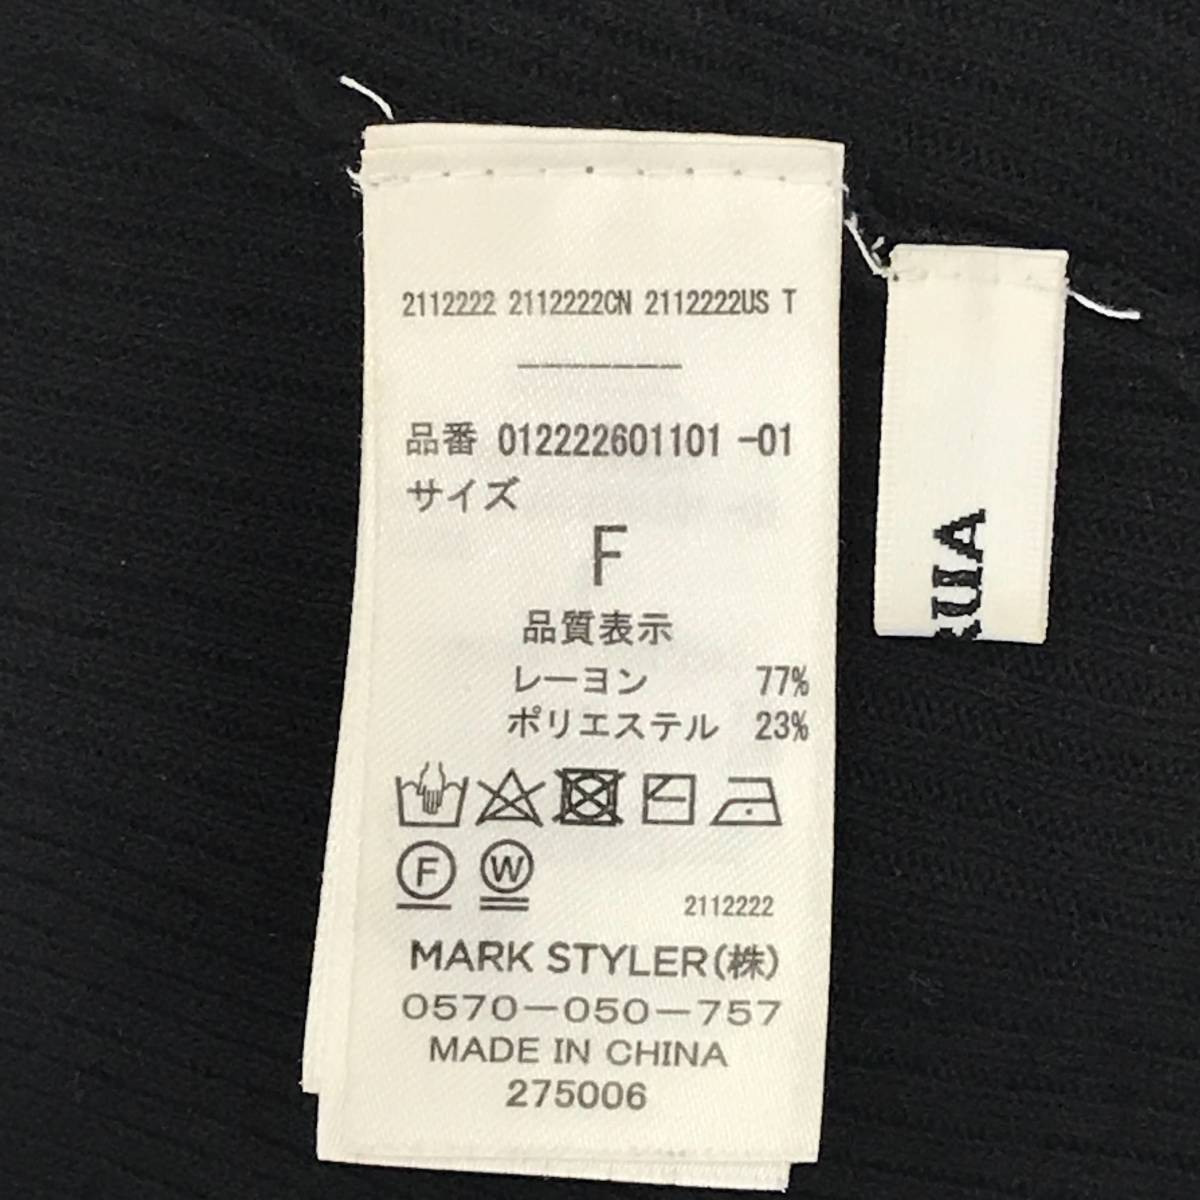 2112222 2112222CN 2112222US T
--------
品番 012222601101 -01
サイズ
F
品質表示
レーヨン 77%
ポリエステル 23%
F W
2112222
MARK STYLER(株)
0570-050-757
MADE IN CHINA
275006